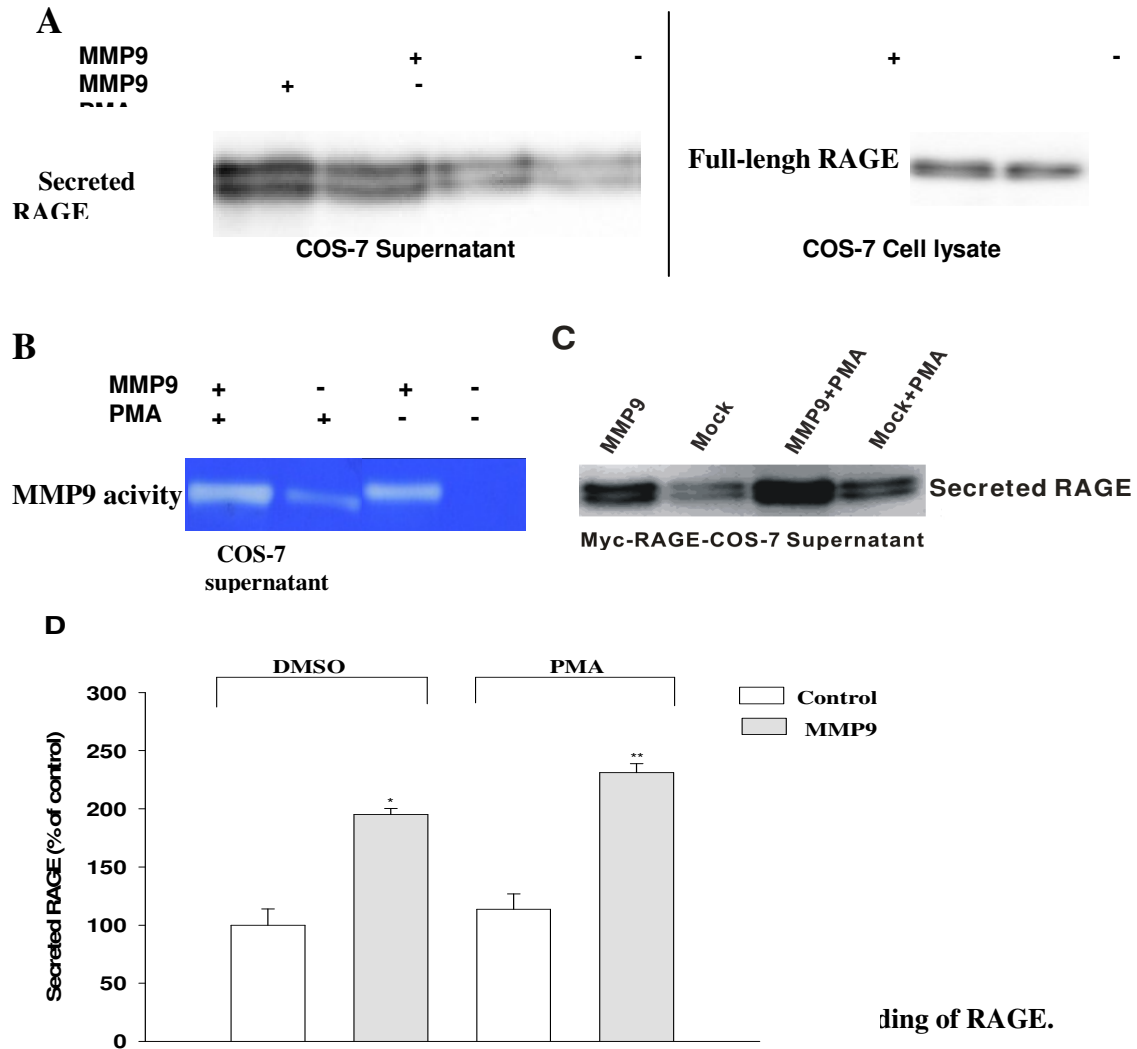 A
MMP9 + -
MMP9 + -
PMA
Secreted
RAGE
COS-7 Supernatant
+ -
Full-lengh RAGE
COS-7 Cell lysate
B
MMP9 + - + -
PMA + + - -
MMP9 acivity
COS-7
supernatant
C
MMP9 Mock MMP9+PMA Mock+PMA
Secreted RAGE
Myc-RAGE-COS-7 Supernatant
D
DMSO PMA
Control
MMP9
Secreted RAGE (% of control)
300
250
200
150
100
50
0
*
**
ding of RAGE.